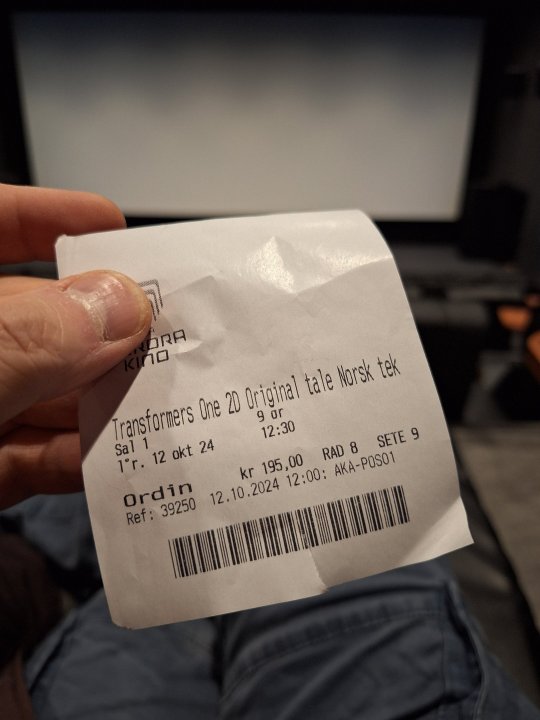 KINO
Transformers One 2D Original tale Norsk tek
Sal 1 9 år
lør. 12 okt 24 12:30
Ordin kr 195,00 RAD 8 SETE 9
Ref: 39250 12.10.2024 12:00: AKA-POS01